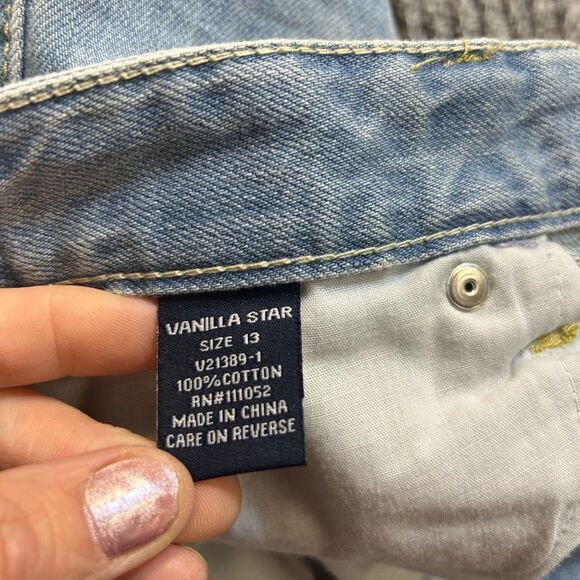 VANILLA STAR
SIZE 13
V21389-1
100%COTTON
RN#111052
MADE IN CHINA
CARE ON REVERSE